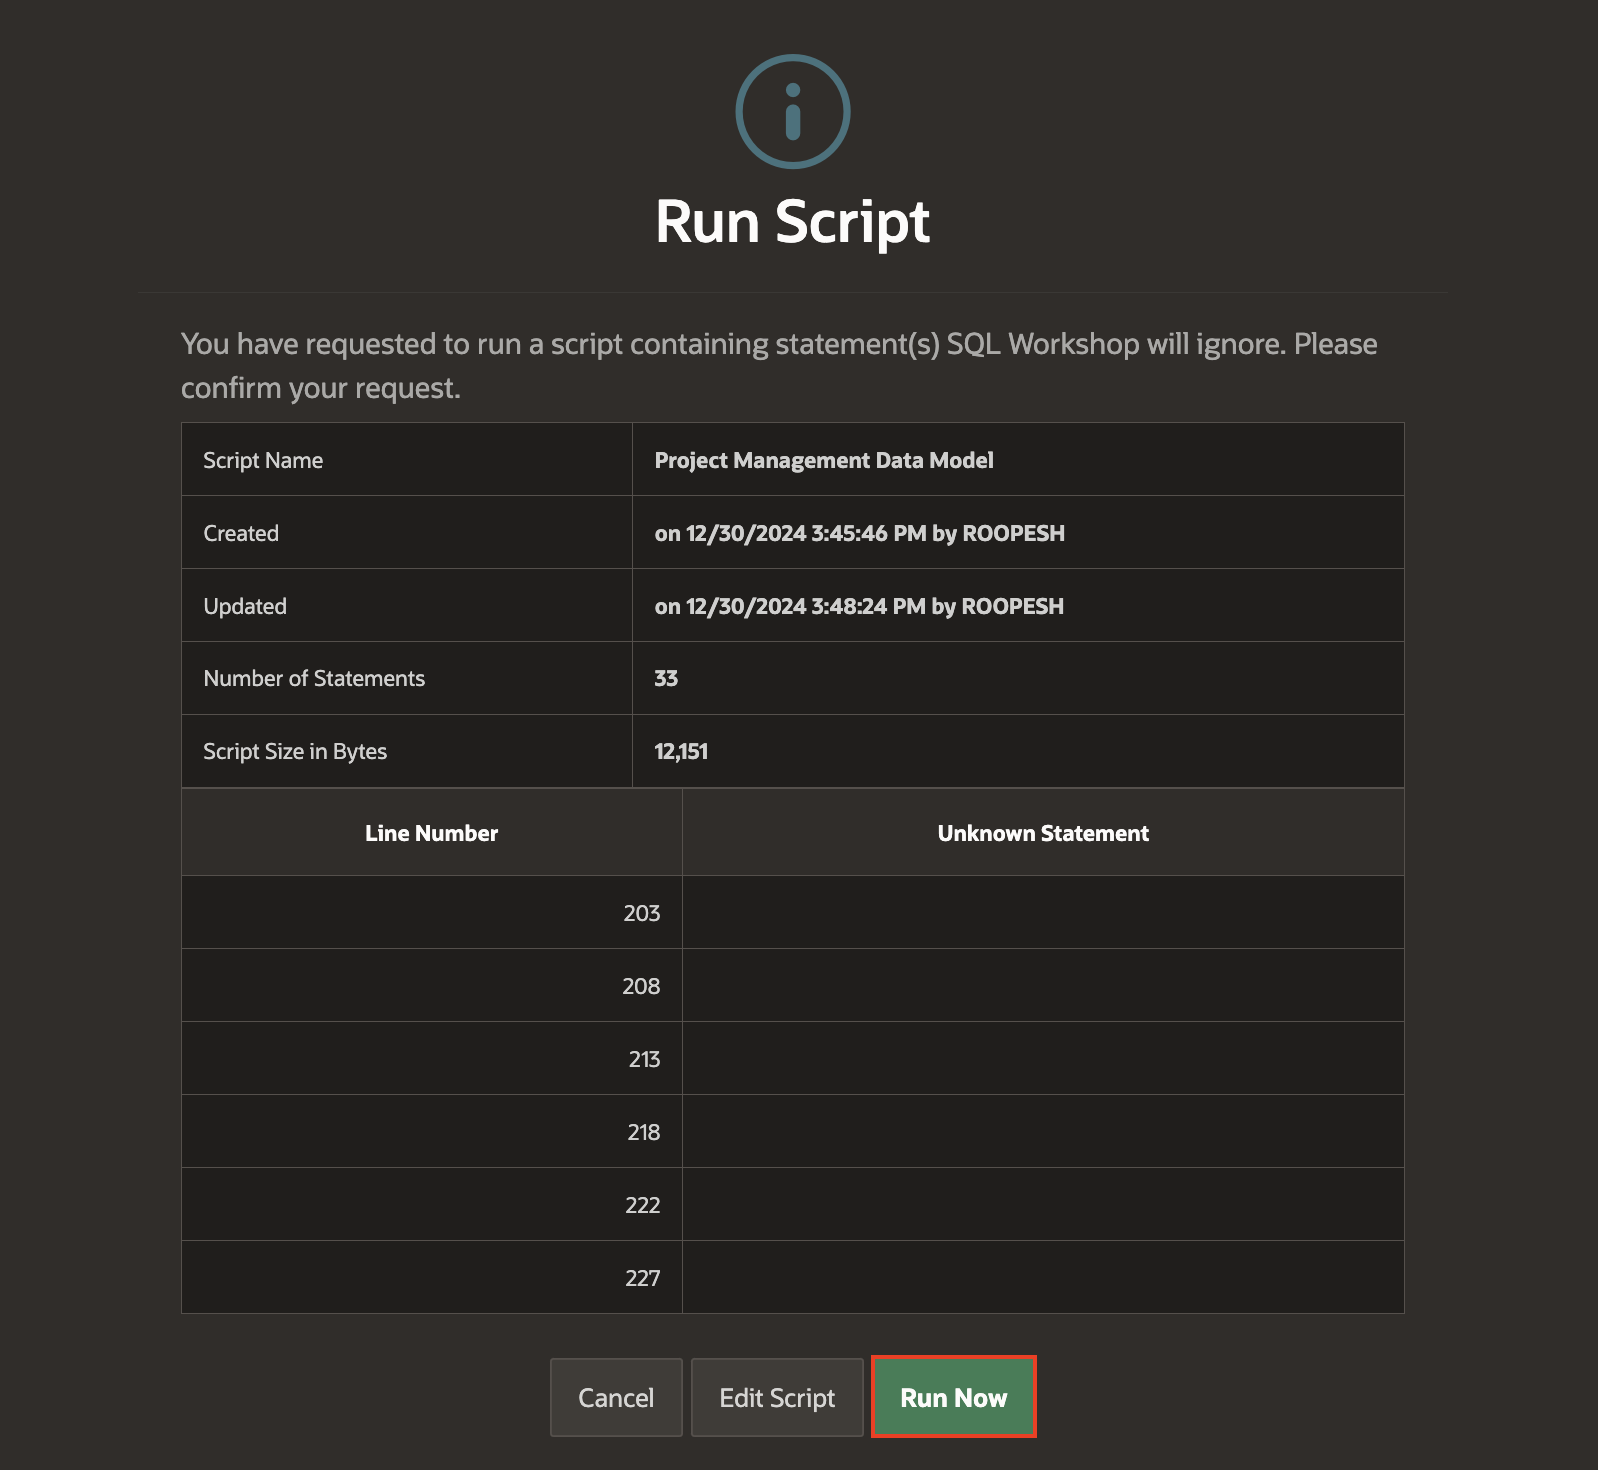 Run Script
You have requested to run a script containing statement(s) SQL Workshop will ignore. Please
confirm your request.
Script Name Project Management Data Model
Created on 12/30/2024 3:45:46 PM by ROOPESH
Updated on 12/30/2024 3:48:24 PM by ROOPESH
Number of Statements 33
Script Size in Bytes 12,151
Line Number Unknown Statement
203
208
213
218
222
227
Cancel Edit Script Run Now